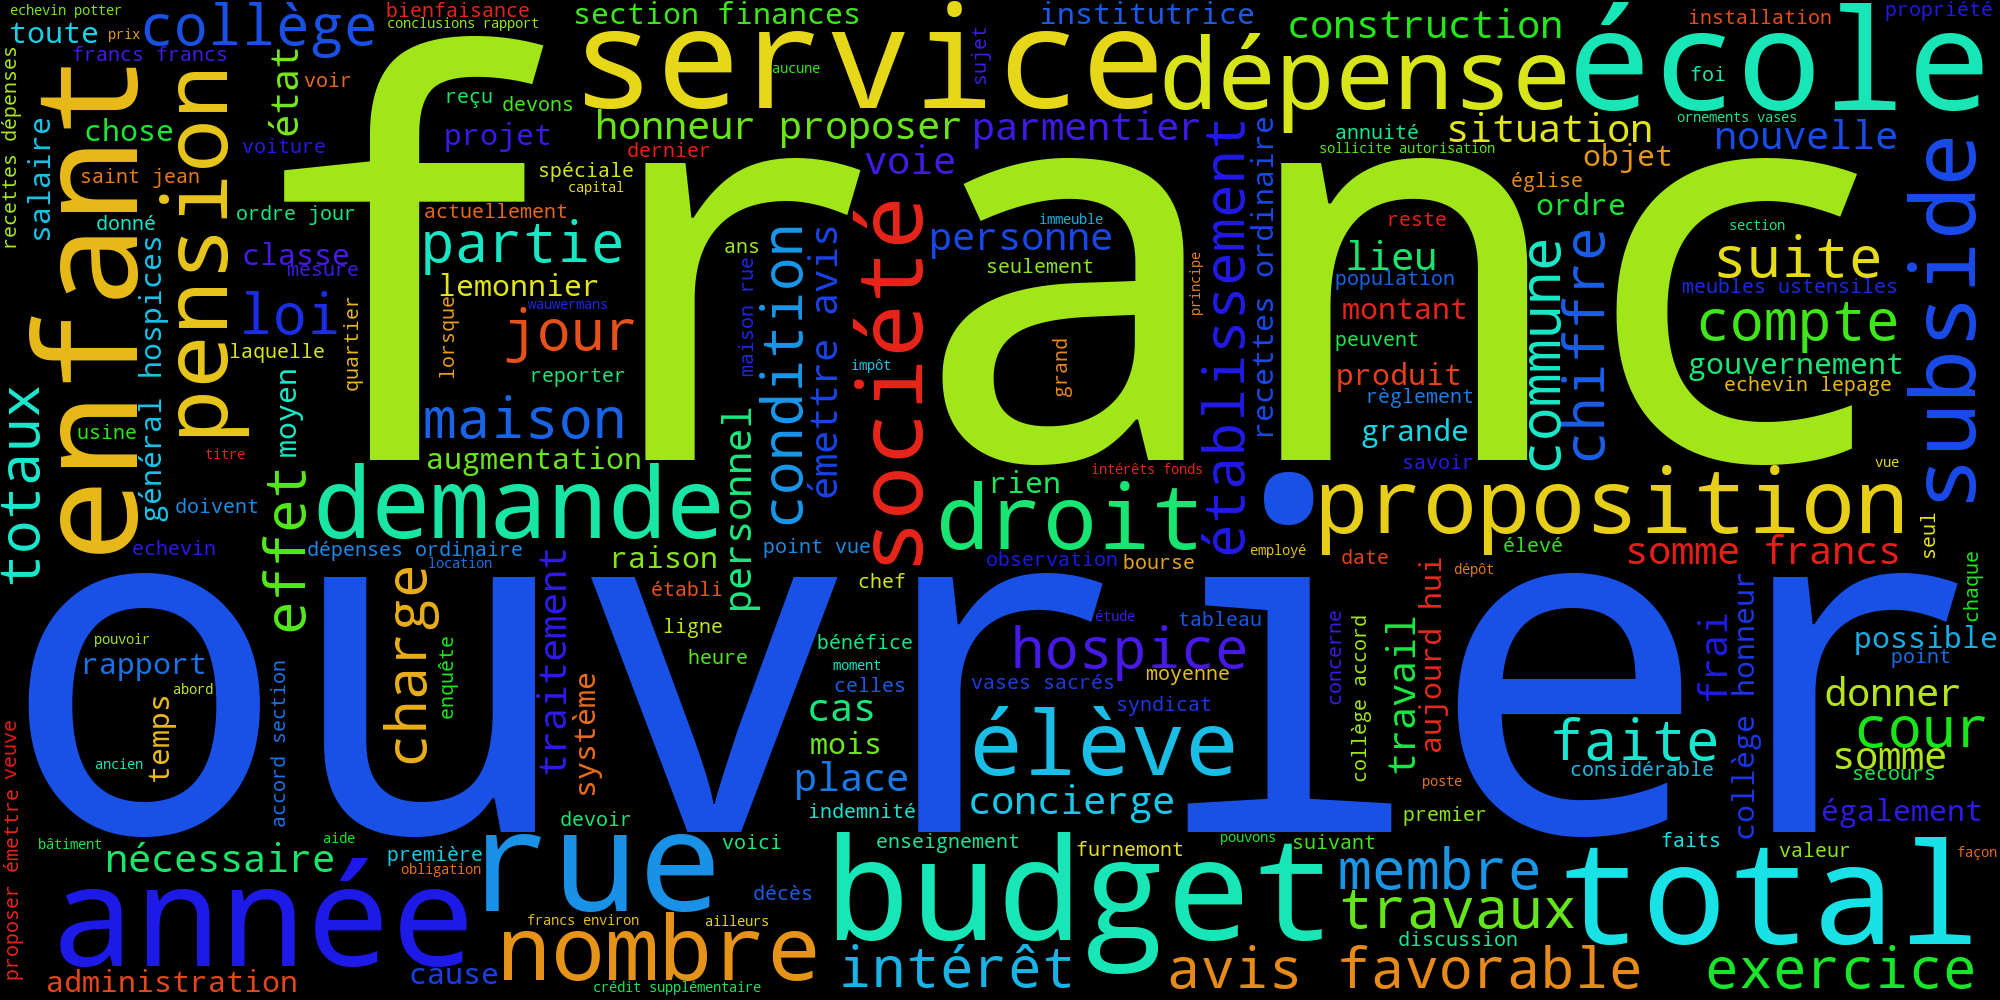 echevin potter
bienfaisance
conclusions rapport
section finances
institutrice
construction
installation
propriété
toute
prix
collège
service
dépense
école
francs francs
voir
état
aucune
sujet
foi
enfant
pension
franc
reçu
devons
honneur proposer
parmentier
annuité
situation
ornements vases
nouvelle
recettes dépenses
salaire
chose
voiture
projet
dernier
voie
sollicite autorisation
objet
saint jean
spéciale
capital
église
subside
donné
ordre jour
actuellement
immeuble
reste
ordre
section
classe
mesure
partie
ans
personne
seulement
lieu
population
suite
meubles ustensiles
général hospices
loi
lemonnier
wauwermans
maison rue
condition
émettre avis
société
principe
établissement
recettes ordinaire
montant
commune
chiffre
compte
laquelle
quartier
lorsque
jour
reporter
impôt
grand
peuvent
produit
règlement
gouvernement
echevin lepage
totaux
usine
moyen
maison
grande
titre
augmentation
personnel
intérêts fonds
savoir
vue
doivent
effet
demande
rien
droit
proposition
seul
echevin
dépenses ordinaire
location
raison
point vue
observation
bourse
employé
date
élevé
somme francs
dépôt
ouvrier
charge
traitement
établi
chef
chaque
pouvoir
rapport
enquête
ligne
heure
bénéfice
moment
celles
étude
tableau
hospice
moyenne
vases sacrés
syndicat
concerne
collège accord
travail
aujourd hui
frai
collège honneur
possible
point
abord
temps
ancien
accord section
système
cas
mois
élève
donner
cour
faite
somme
considérable
secours
place
concierge
indemnité
poste
premier
également
proposer émettre veuve
devoir
bâtiment
nécessaire
aide
première
obligation
rue
voici
enseignement
furnemont
pouvons
suivant
faits
valeur
façon
année
décès
budget
membre
total
travaux
francs environ
ailleurs
nombre
discussion
administration
cause
crédit supplémentaire
intérêt
avis favorable
exercice